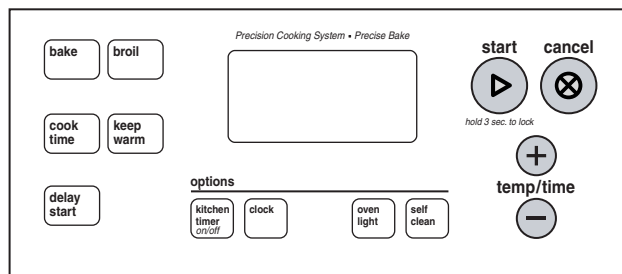 Precision Cooking System • Precise Bake
bake
broil
start
cancel
hold 3 sec. to lock
cook
time
keep
warm
temp/time
delay
start
options
kitchen
timer
on/off
clock
oven
light
self
clean